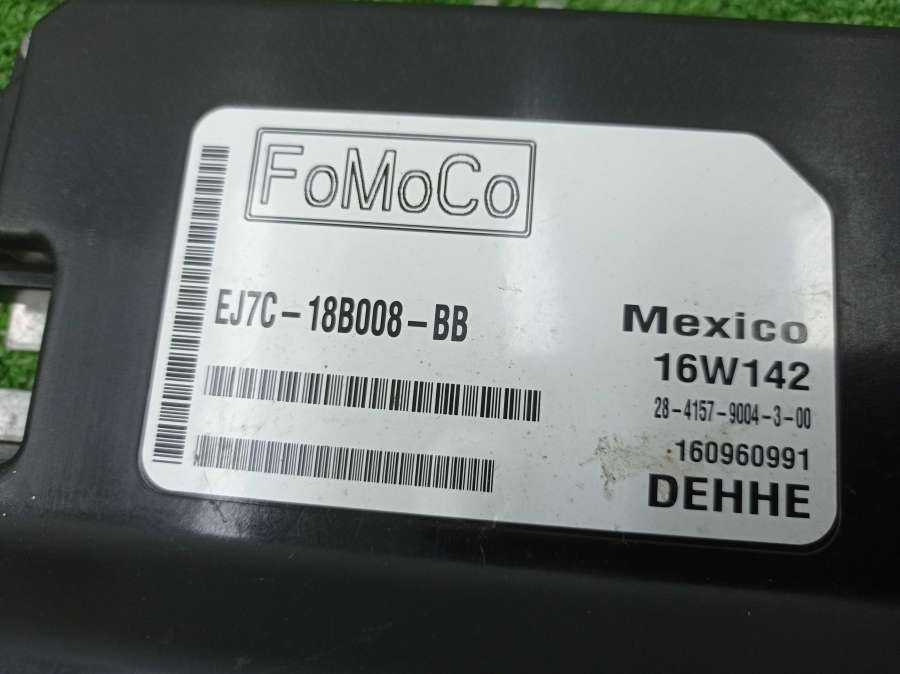 FoMoCo
EJ7C-18B008-BB
Mexico
16W142
28-4157-9004-3-00
160960991
DEHHE